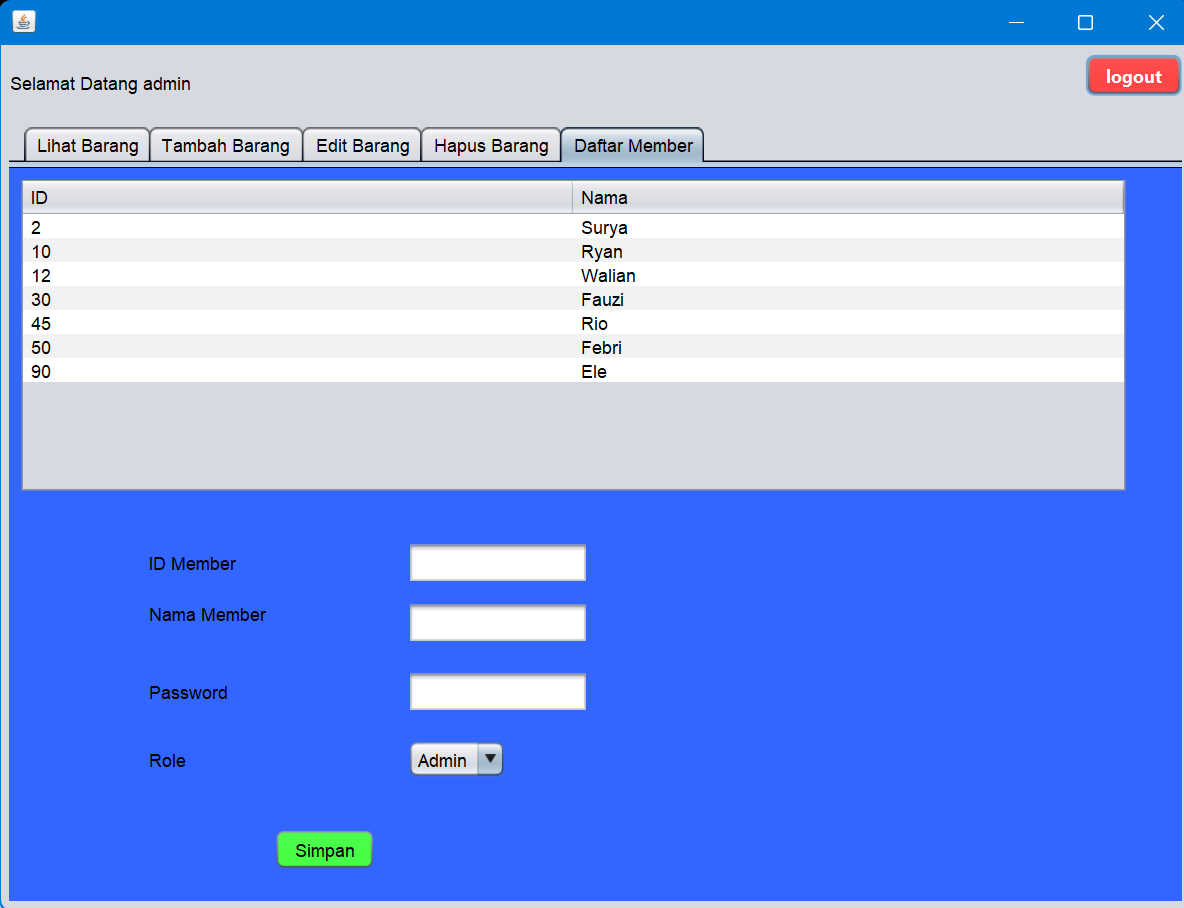 Selamat Datang admin
logout
Lihat Barang Tambah Barang Edit Barang Hapus Barang Daftar Member
ID Nama
2 Surya
10 Ryan
12 Walian
30 Fauzi
45 Rio
50 Febri
90 Ele
ID Member
Nama Member
Password
Role Admin
Simpan